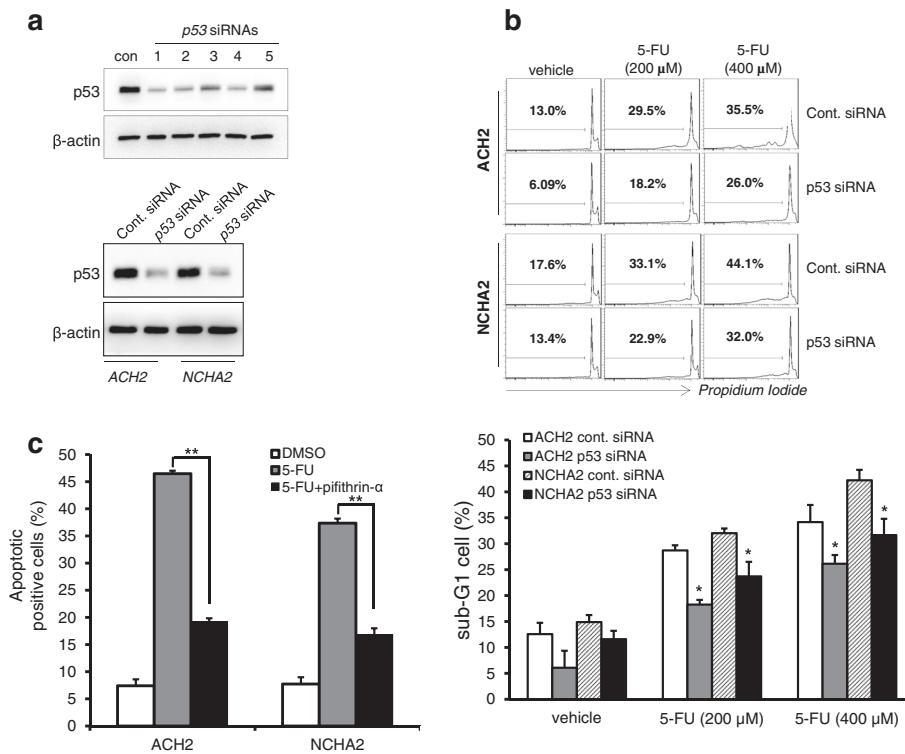 a
p53 siRNAs
con 1 2 3 4 5
p53
β-actin
Cont. siRNA
p53 siRNA
Cont. siRNA
p53 siRNA
p53
β-actin
ACH2 NCHA2
b
vehicle
5-FU
(200 μM)
5-FU
(400 μM)
ACH2
13.0% 29.5% 35.5% Cont. siRNA
6.09% 18.2% 26.0% p53 siRNA
NCHA2
17.6% 33.1% 44.1% Cont. siRNA
13.4% 22.9% 32.0% p53 siRNA
Propidium Iodide
c
Apoptotic
positive cells (%)
50
45
40
35
30
25
20
15
10
5
0
DMSO
5-FU
5-FU+pifithrin-α
**
**
ACH2 NCHA2
sub-G1 cell (%)
50
45
40
35
30
25
20
15
10
5
0
ACH2 cont. siRNA
ACH2 p53 siRNA
NCHA2 cont. siRNA
NCHA2 p53 siRNA
*
*
*
*
vehicle 5-FU (200 μM) 5-FU (400 μM)